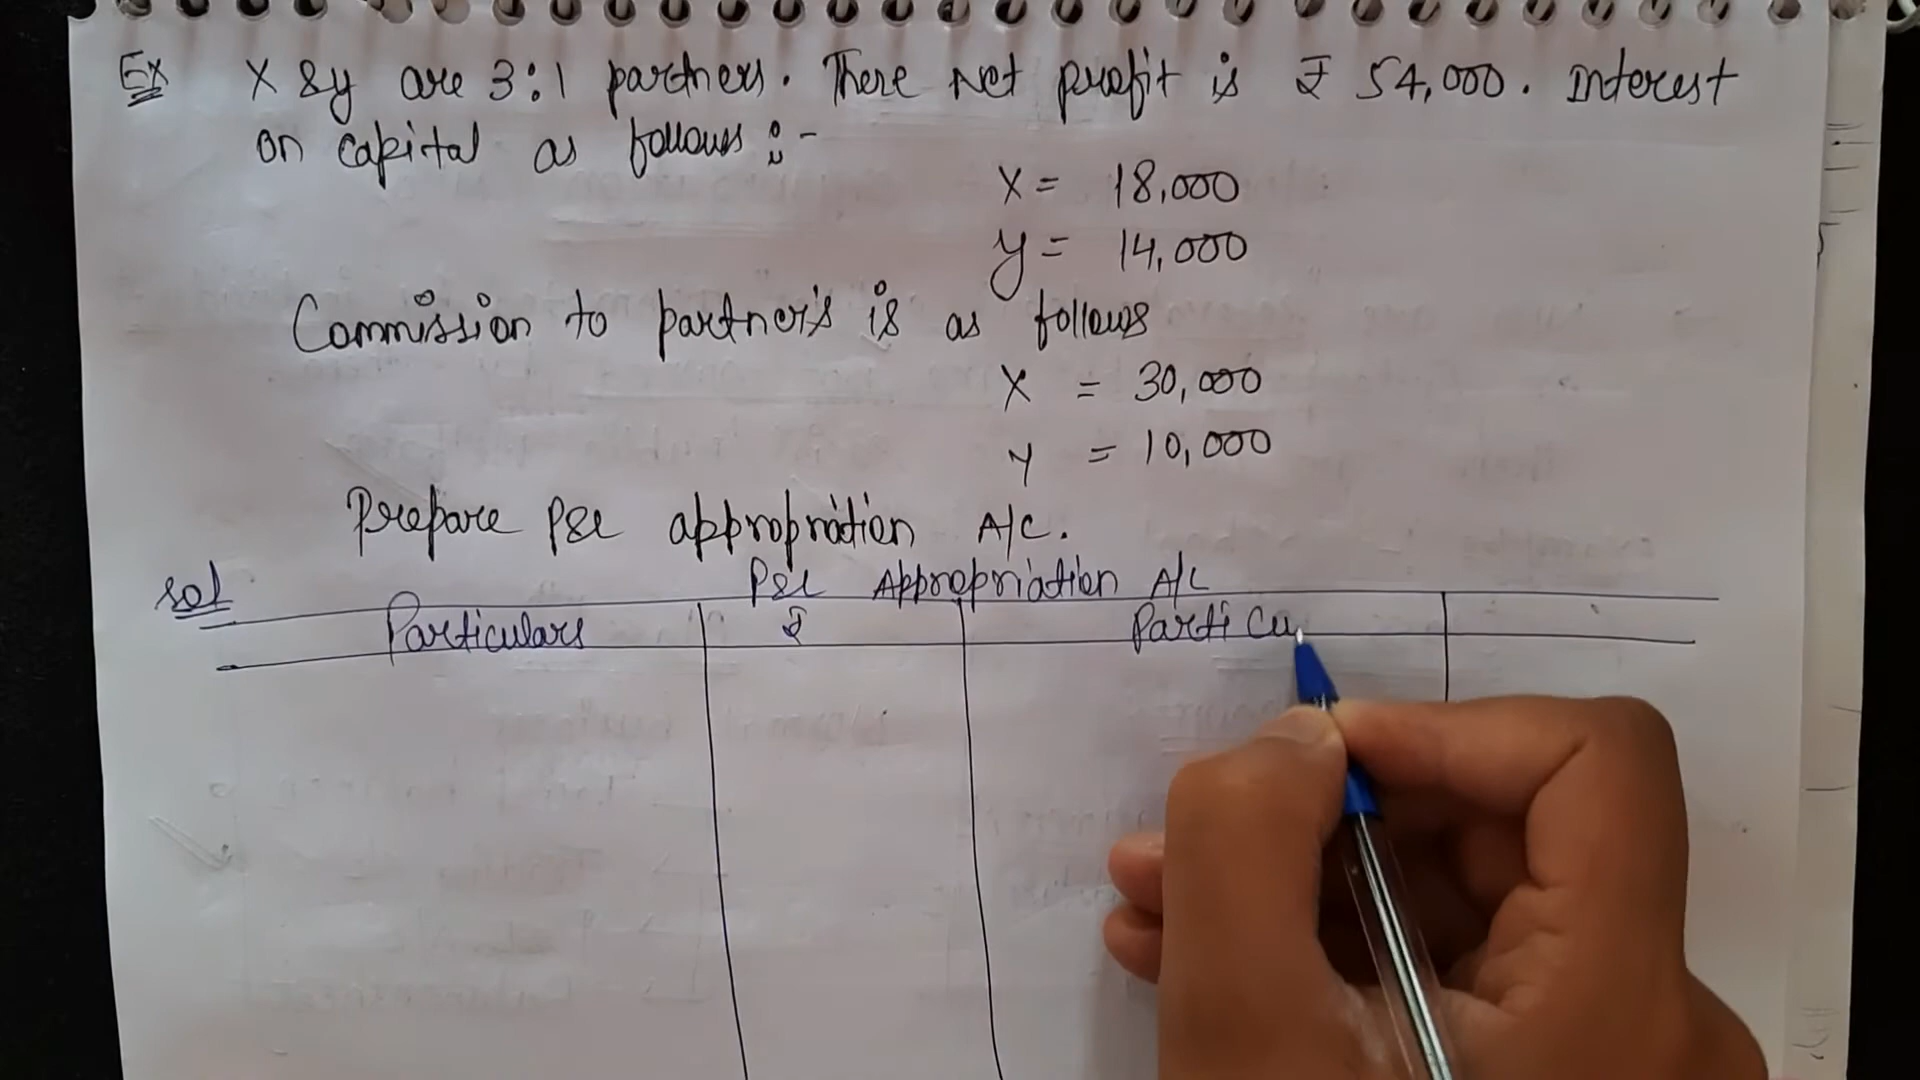 Ex X & y are 3:1 partners. There Net profit is ₹ 54,000. Interest
on capital as follows :-
X = 18,000
y = 14,000
Commission to partner's is as follows
X = 30,000
Y = 10,000
Prepare P&L appropriation A/C.
sol P&L Appropriation A/C
Particulars ₹ Particu